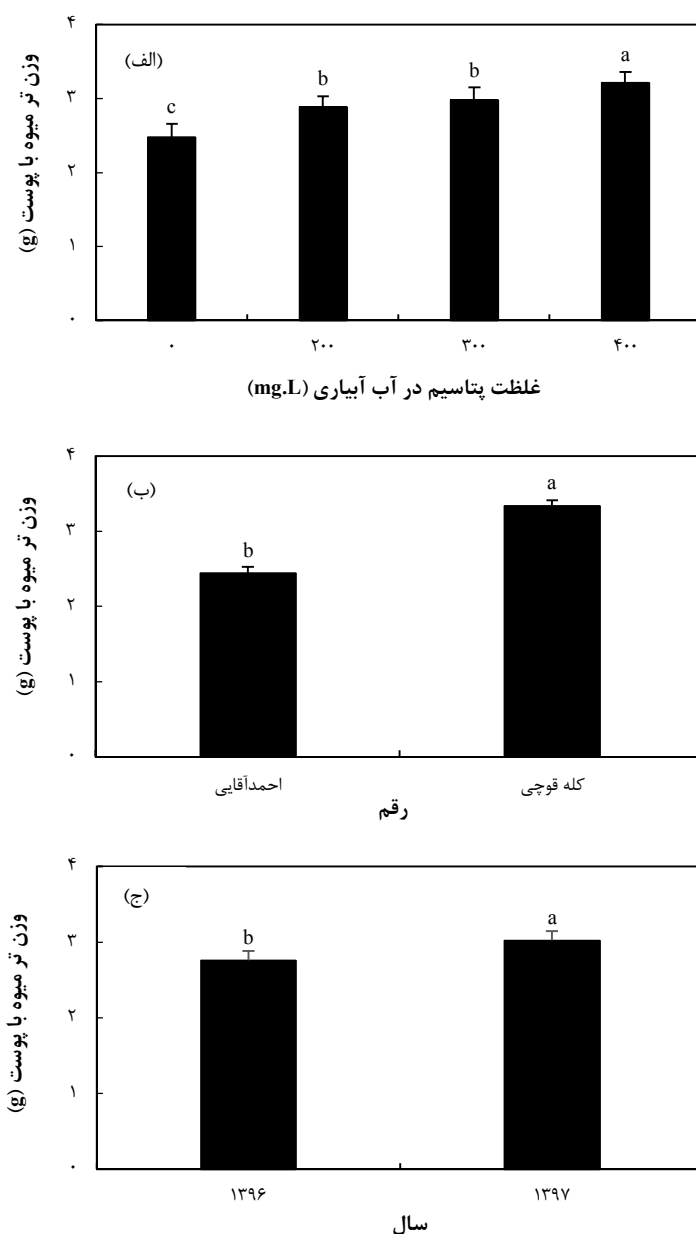 وزن تر میوه با پوست (g)
۴
۳
۲
۱
۰
(الف)
c
b
b
a
۰
۲۰۰
۳۰۰
۴۰۰
غلظت پتاسیم در آب آبیاری (mg.L)
وزن تر میوه با پوست (g)
۴
۳
۲
۱
۰
(ب)
b
a
احمدآقایی
کله قوچی
رقم
وزن تر میوه با پوست (g)
۴
۳
۲
۱
۰
(ج)
b
a
۱۳۹۶
۱۳۹۷
سال